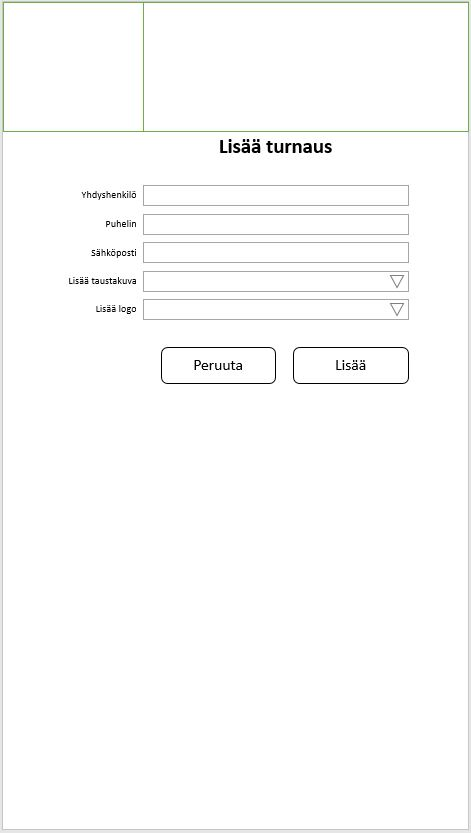 Lisää turnaus
Yhdyshenkilö
Puhelin
Sähköposti
Lisää taustakuva
Lisää logo
Peruuta Lisää